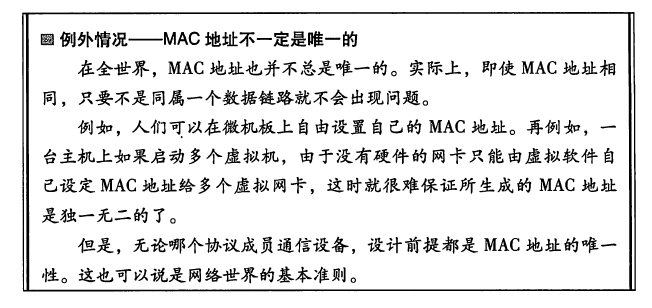 例外情况——MAC 地址不一定是唯一的
在全世界，MAC 地址也并不总是唯一的。实际上，即使 MAC 地址相
同，只要不是同属一个数据链路就不会出现问题。
例如，人们可以在微机板上自由设置自己的 MAC 地址。再例如，一
台主机上如果启动多个虚拟机，由于没有硬件的网卡只能由虚拟软件自
己设定 MAC 地址给多个虚拟网卡，这时就很难保证所生成的 MAC 地址
是独一无二的了。
但是，无论哪个协议成员通信设备，设计前提都是 MAC 地址的唯一
性。这也可以说是网络世界的基本准则。